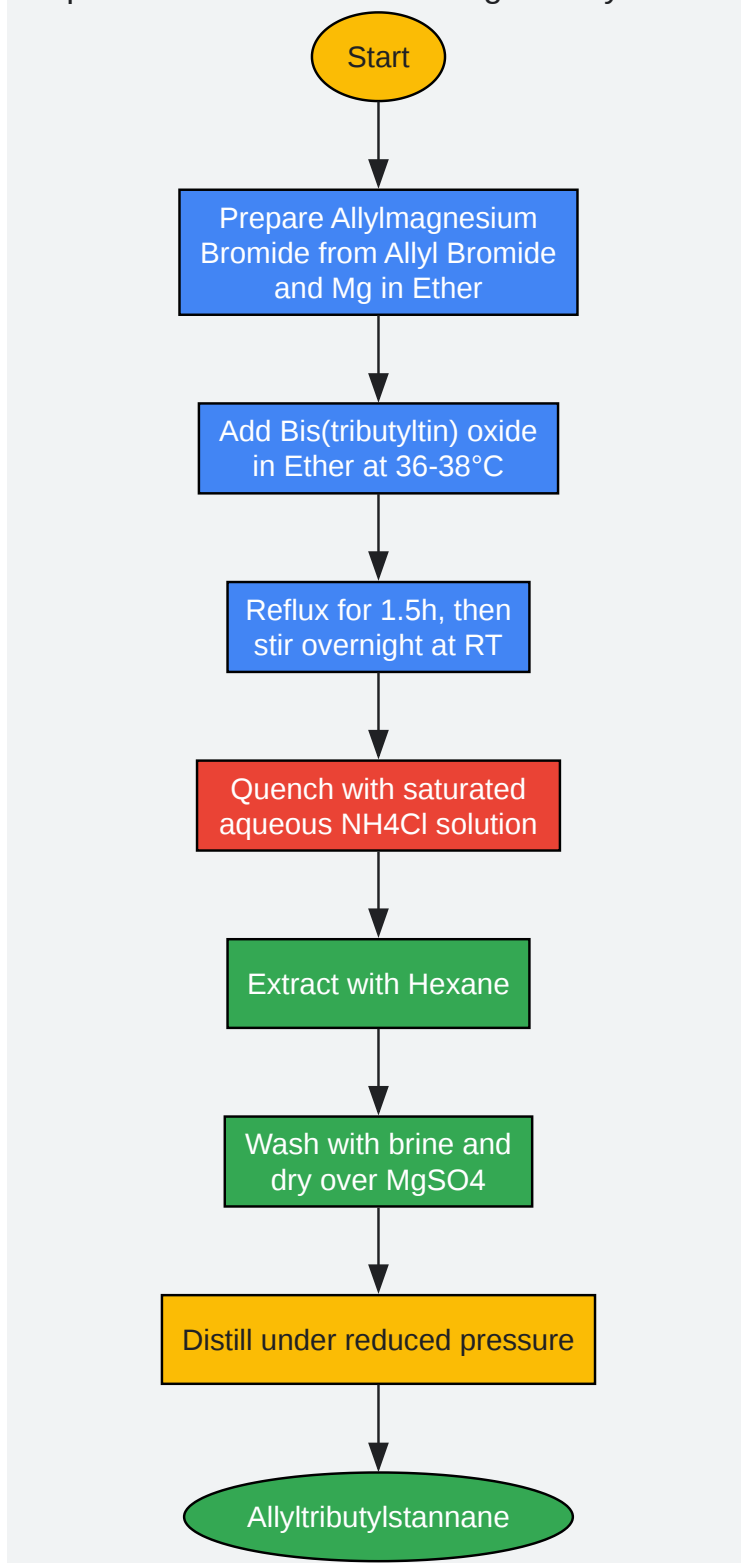 Start
Prepare Allylmagnesium
Bromide from Allyl Bromide
and Mg in Ether
Add Bis(tributyltin) oxide
in Ether at 36-38°C
Reflux for 1.5h, then
stir overnight at RT
Quench with saturated
aqueous NH4Cl solution
Extract with Hexane
Wash with brine and
dry over MgSO4
Distill under reduced pressure
Allyltributylstannane